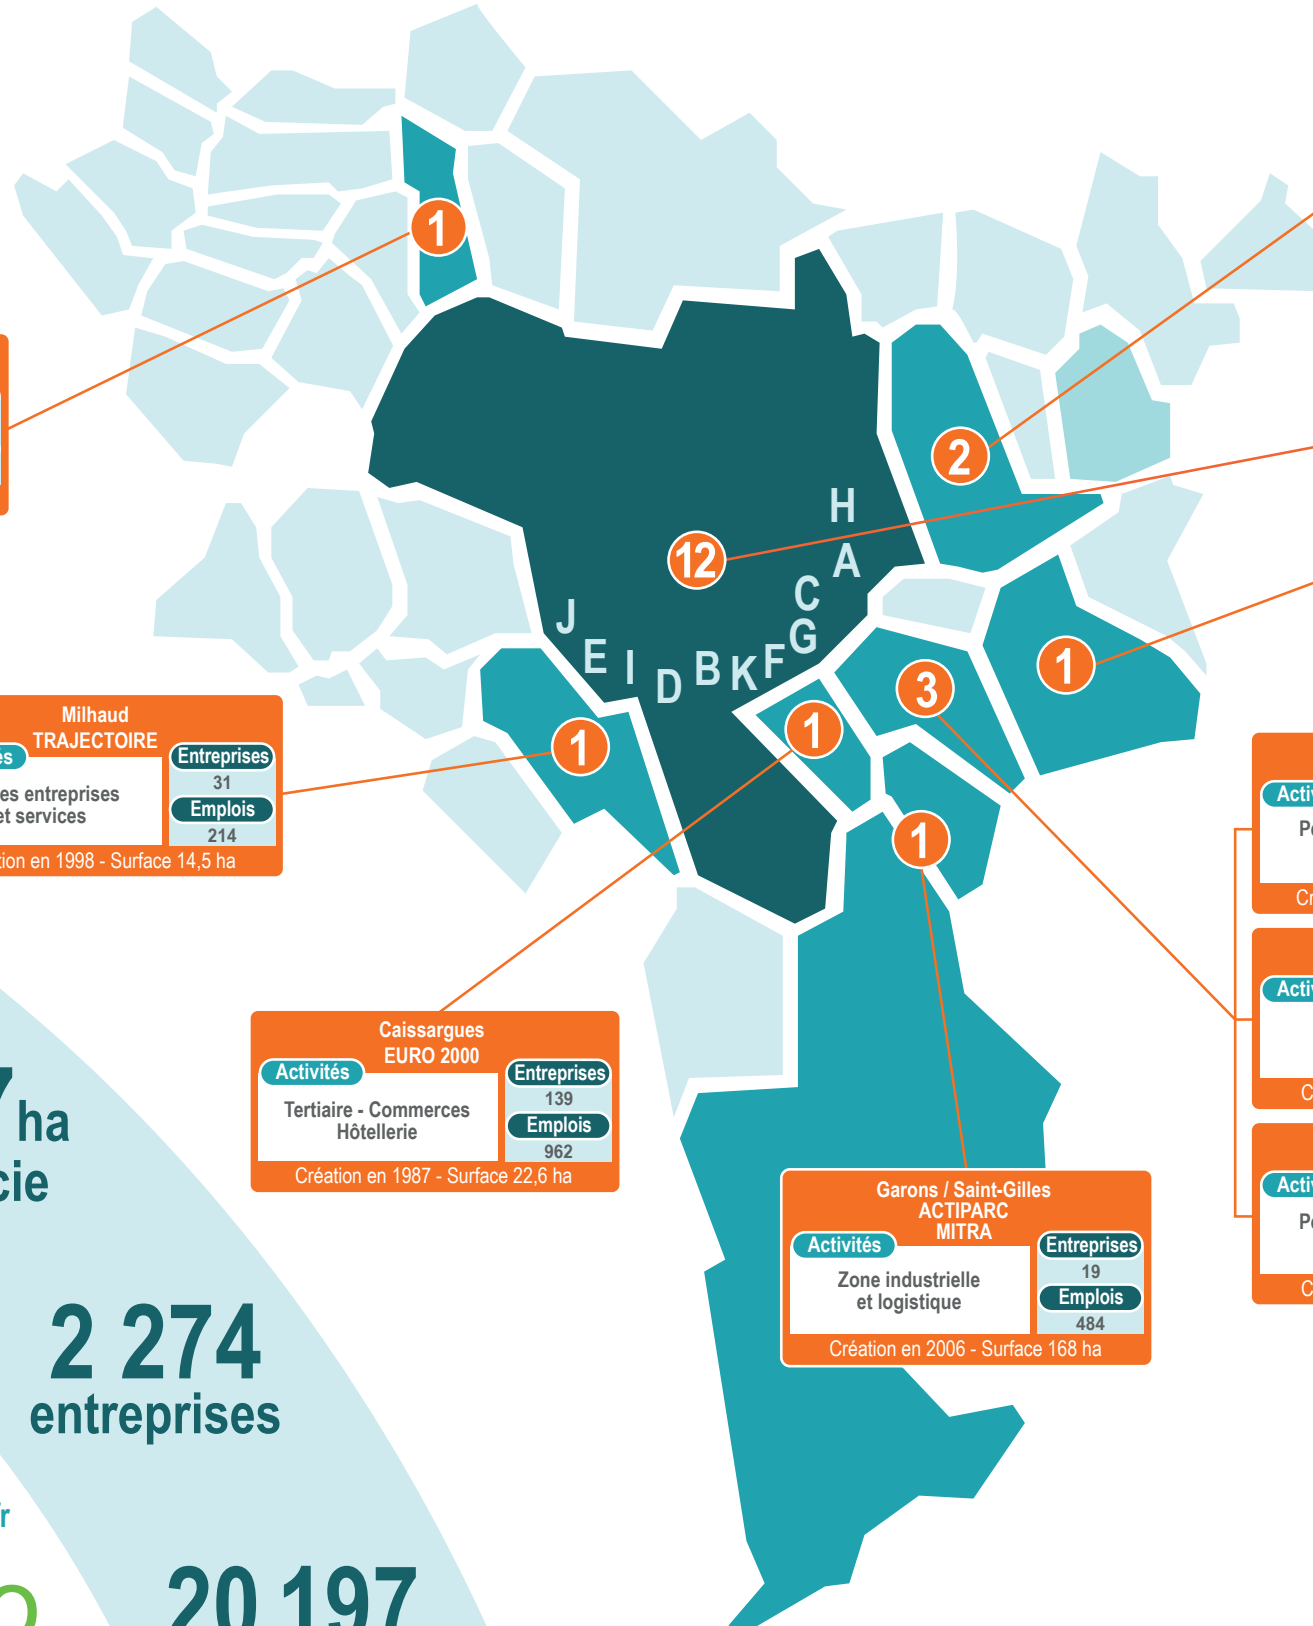 1
2
H
12
A
C
J
G
E
I
B
K
F
D
1
3
1
1
1
Milhaud
TRAJECTOIRE
Entreprises
31
es entreprises
et services
Emplois
214
tion en 1998 - Surface 14,5 ha
Caissargues
EURO 2000
Activités
Entreprises
139
Tertiaire - Commerces
Hôtellerie
Emplois
962
Création en 1987 - Surface 22,6 ha
Garons / Saint-Gilles
ACTIPARC
MITRA
Activités
Entreprises
19
Zone industrielle
et logistique
Emplois
484
Création en 2006 - Surface 168 ha
7 ha
cie
2 274
entreprises
20 197